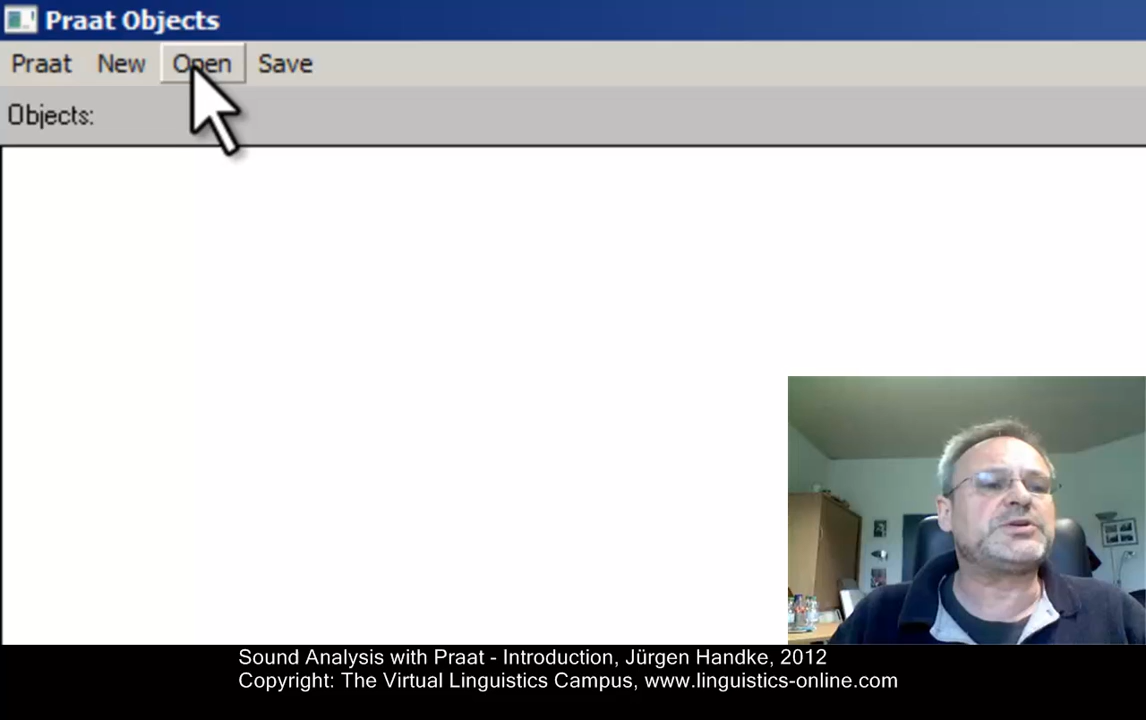 Praat Objects
Praat New Open Save
Objects:
Sound Analysis with Praat - Introduction, Jürgen Handke, 2012
Copyright: The Virtual Linguistics Campus, www.linguistics-online.com